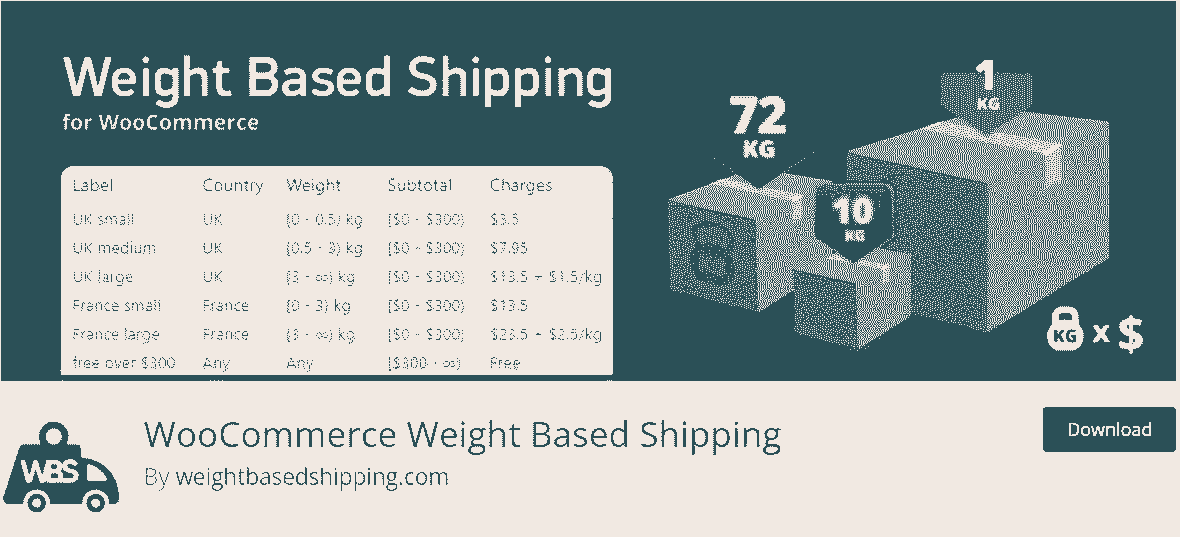 Weight Based Shipping
for WooCommerce
Label Country Weight Subtotal Charges
UK small UK (0 - 0.5) kg [$0 - $300) $3.5
UK medium UK [0.5 - 3) kg [$0 - $300) $7.95
UK large UK [3 - ∞) kg [$0 - $300) $13.5 + $1.5/kg
France small France (0 - 3) kg [$0 - $300) $13.5
France large France [3 - ∞) kg [$0 - $300) $23.5 + $2.5/kg
free over $300 Any Any [$300 - ∞) Free
72
KG
1
KG
10
KG
KG x $
WBS
WooCommerce Weight Based Shipping
By weightbasedshipping.com
Download